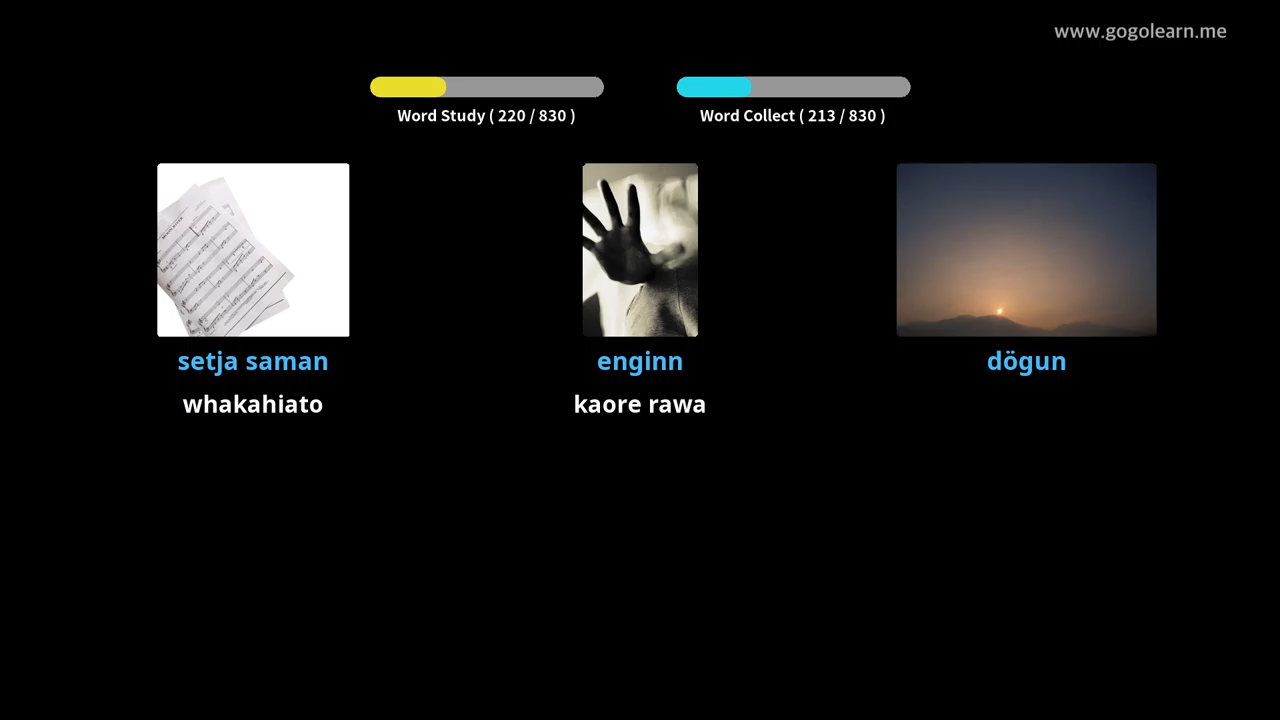 www.gogolearn.me
Word Study ( 220 / 830 )
Word Collect ( 213 / 830 )
setja saman
enginn
dögun
whakahiato
kaore rawa